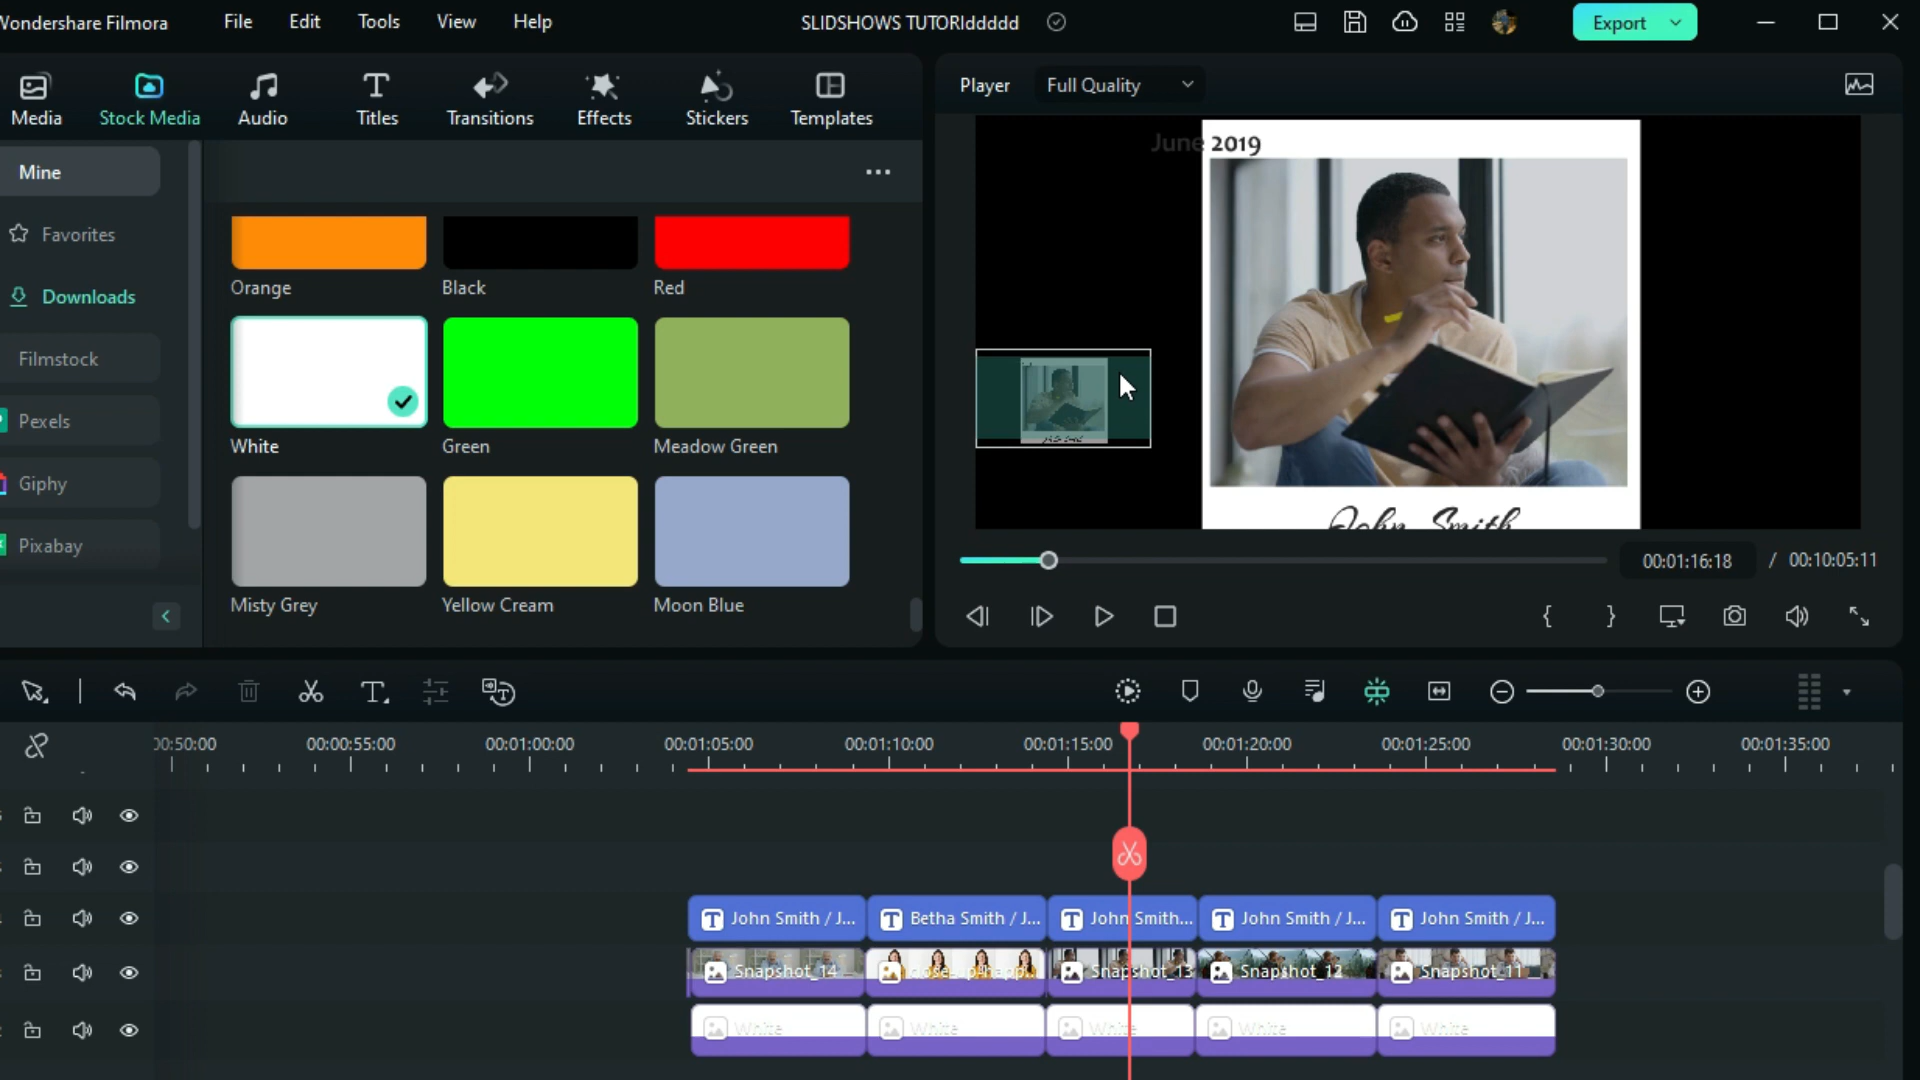 Wondershare Filmora
File
Edit
Tools
View
Help
SLIDSHOWS TUTORIddddd
Export
Media
Stock Media
Audio
Titles
Transitions
Effects
Stickers
Templates
Player
Full Quality
Mine
Favorites
Downloads
Filmstock
Pexels
Giphy
Pixabay
Orange
Black
Red
White
Green
Meadow Green
Misty Grey
Yellow Cream
Moon Blue
June 2019
John Smith
00:01:16:18 / 00:10:05:11
00:50:00
00:00:55:00
00:01:00:00
00:01:05:00
00:01:10:00
00:01:15:00
00:01:20:00
00:01:25:00
00:01:30:00
00:01:35:00
John Smith / J...
Betha Smith / J...
John Smith...
John Smith / J...
John Smith / J...
Snapshot_14
close-up-happ...
Snapshot_13
Snapshot_12
Snapshot_11
White
White
White
White
White